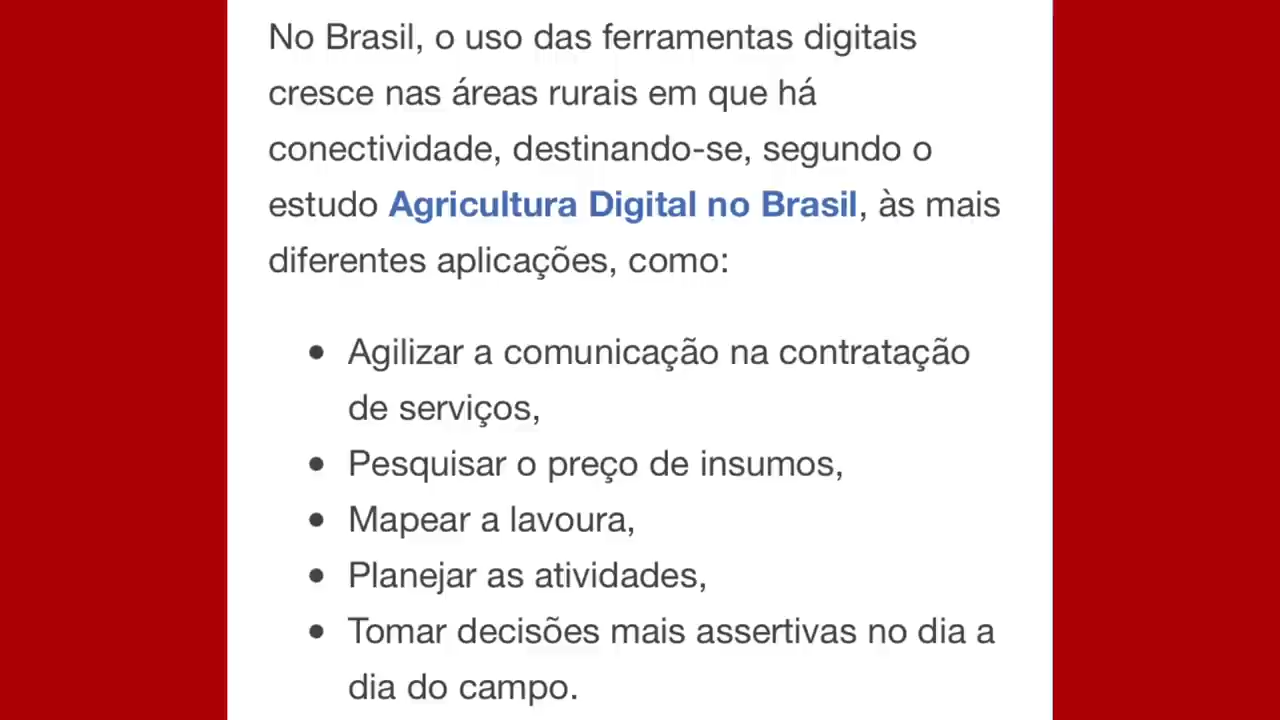 No Brasil, o uso das ferramentas digitais
cresce nas áreas rurais em que há
conectividade, destinando-se, segundo o
estudo Agricultura Digital no Brasil, às mais
diferentes aplicações, como:
• Agilizar a comunicação na contratação
de serviços,
• Pesquisar o preço de insumos,
• Mapear a lavoura,
• Planejar as atividades,
• Tomar decisões mais assertivas no dia a
dia do campo.